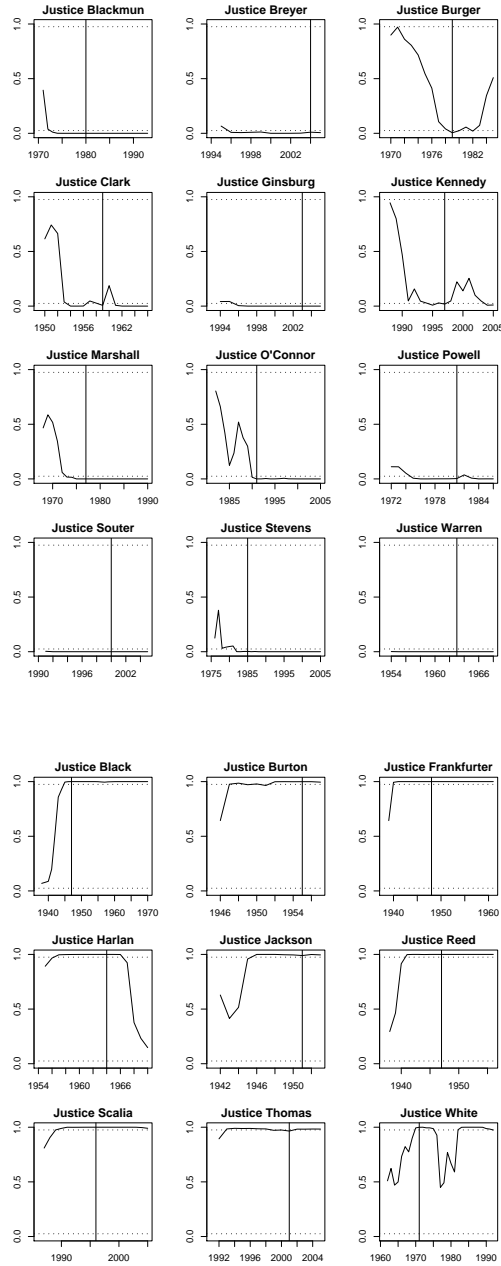 Justice Blackmun
0.0 0.5 1.0
1970 1980 1990
Justice Breyer
0.0 0.5 1.0
1994 1998 2002
Justice Burger
0.0 0.5 1.0
1970 1976 1982
Justice Clark
0.0 0.5 1.0
1950 1956 1962
Justice Ginsburg
0.0 0.5 1.0
1994 1998 2002
Justice Kennedy
0.0 0.5 1.0
1990 1995 2000 2005
Justice Marshall
0.0 0.5 1.0
1970 1980 1990
Justice O'Connor
0.0 0.5 1.0
1985 1995 2005
Justice Powell
0.0 0.5 1.0
1972 1978 1984
Justice Souter
0.0 0.5 1.0
1990 1996 2002
Justice Stevens
0.0 0.5 1.0
1975 1985 1995 2005
Justice Warren
0.0 0.5 1.0
1954 1960 1966
Justice Black
0.0 0.5 1.0
1940 1950 1960 1970
Justice Burton
0.0 0.5 1.0
1946 1950 1954
Justice Frankfurter
0.0 0.5 1.0
1940 1950 1960
Justice Harlan
0.0 0.5 1.0
1954 1960 1966
Justice Jackson
0.0 0.5 1.0
1942 1946 1950
Justice Reed
0.0 0.5 1.0
1940 1950
Justice Scalia
0.0 0.5 1.0
1990 2000
Justice Thomas
0.0 0.5 1.0
1992 1996 2000 2004
Justice White
0.0 0.5 1.0
1960 1970 1980 1990